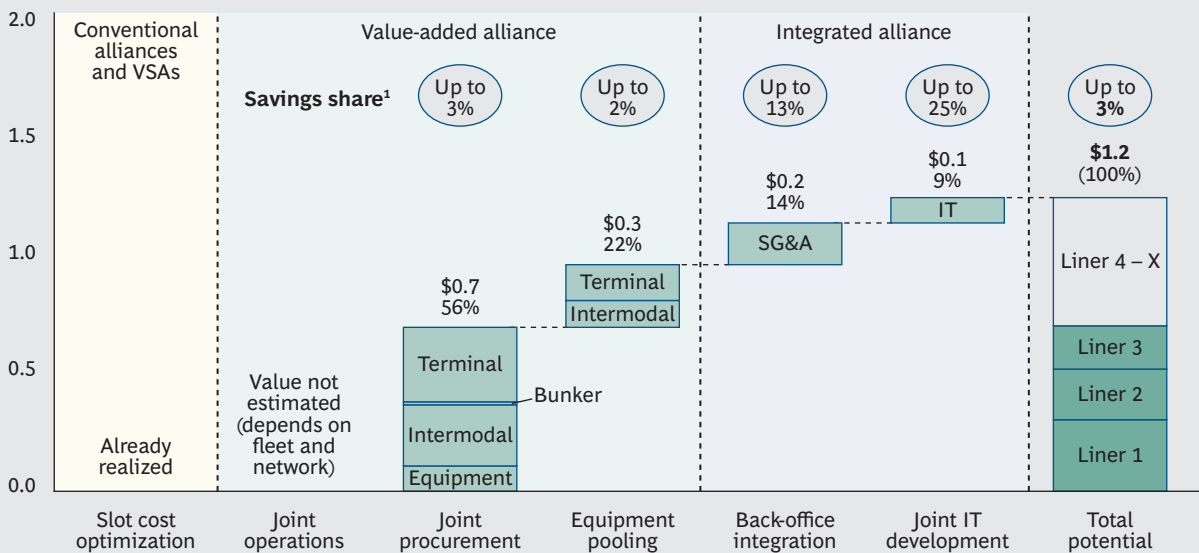 2.0
1.5
1.0
0.5
0.0
Conventional
alliances
and VSAs
Already
realized
Value-added alliance
Integrated alliance
Savings share¹
Up to
3%
Up to
2%
Up to
13%
Up to
25%
Up to
3%
Value not
estimated
(depends on
fleet and
network)
$0.7
56%
Terminal
Bunker
Intermodal
Equipment
$0.3
22%
Terminal
Intermodal
$0.2
14%
SG&A
$0.1
9%
IT
$1.2
(100%)
Liner 4 – X
Liner 3
Liner 2
Liner 1
Slot cost
optimization
Joint
operations
Joint
procurement
Equipment
pooling
Back-office
integration
Joint IT
development
Total
potential